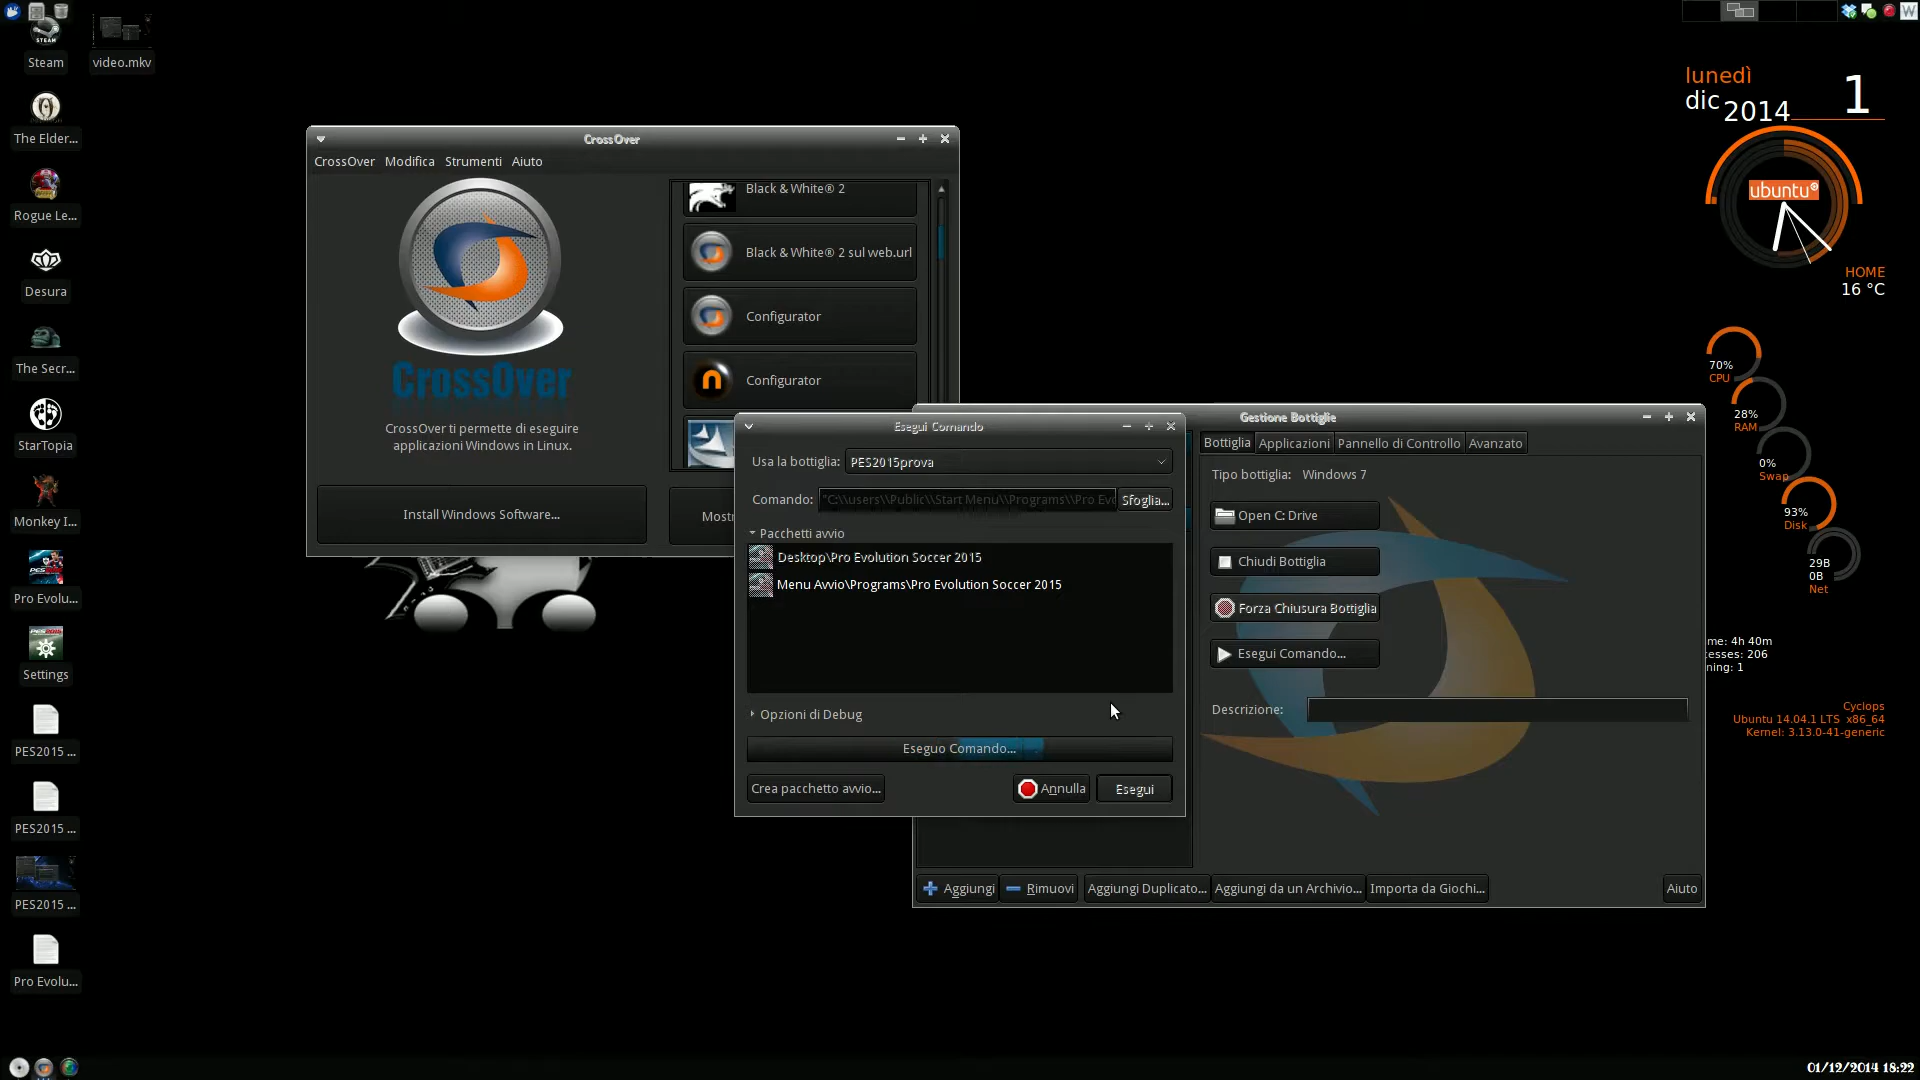 Steam
video.mkv
The Elder...
Rogue Le...
Desura
The Secr...
StarTopia
Monkey I...
Pro Evolu...
Settings
PES2015 ...
PES2015 ...
PES2015 ...
Pro Evolu...
CrossOver
CrossOver Modifica Strumenti Aiuto
CrossOver
CrossOver ti permette di eseguire
applicazioni Windows in Linux.
Install Windows Software...
Black & White® 2
Black & White® 2 sul web.url
Configurator
Configurator
Mostr
Esegui Comando
Usa la bottiglia: PES2015prova
Comando: "C:\\users\\Public\\Start Menu\\Programs\\Pro Evo Sfoglia...
Pacchetti avvio
Desktop\Pro Evolution Soccer 2015
Menu Avvio\Programs\Pro Evolution Soccer 2015
Opzioni di Debug
Eseguo Comando...
Crea pacchetto avvio... Annulla Esegui
Gestione Bottiglie
Bottiglia Applicazioni Pannello di Controllo Avanzato
Tipo bottiglia: Windows 7
Open C: Drive
Chiudi Bottiglia
Forza Chiusura Bottiglia
Esegui Comando...
Descrizione:
Aggiungi Rimuovi Aggiungi Duplicato... Aggiungi da un Archivio... Importa da Giochi... Aiuto
W
lunedì
dic 2014 1
ubuntu®
HOME
16 °C
70%
CPU
28%
RAM
0%
Swap
93%
Disk
29B
0B
Net
me: 4h 40m
esses: 206
ning: 1
Cyclops
Ubuntu 14.04.1 LTS x86_64
Kernel: 3.13.0-41-generic
01/12/2014 18:22